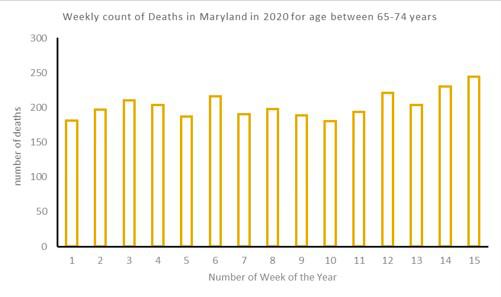 Weekly count of Deaths in Maryland in 2020 for age between 65-74 years
300
250
200
150
100
50
0
number of deaths
1 2 3 4 5 6 7 8 9 10 11 12 13 14 15
Number of Week of the Year